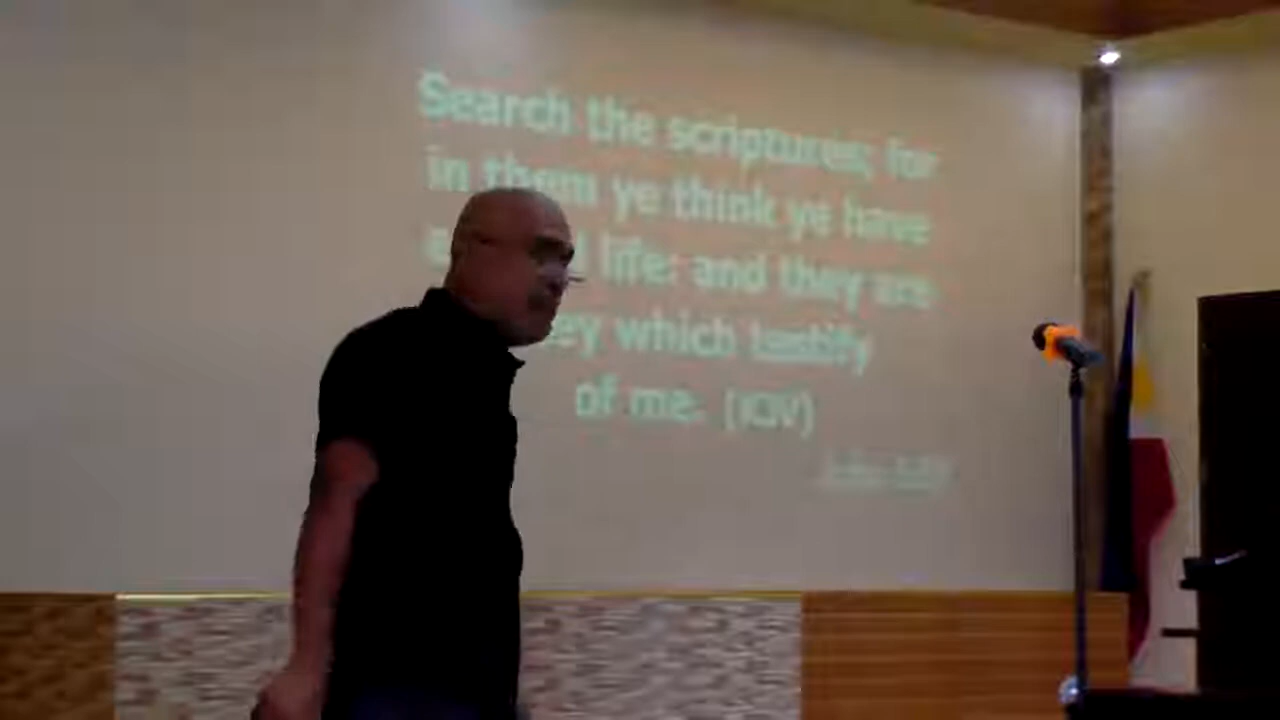 Search the scriptures; for
in them ye think ye have
life: and they are
which testify
of me. (KJV)